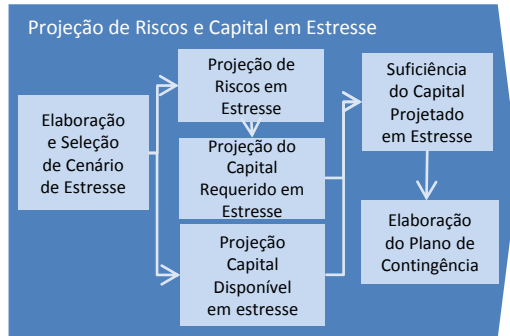 Projeção de Riscos e Capital em Estresse
Elaboração
e Seleção
de Cenário
de Estresse
Projeção de
Riscos em
Estresse
Projeção do
Capital
Requerido em
Estresse
Projeção
Capital
Disponível
em estresse
Suficiência
do Capital
Projetado
em Estresse
Elaboração
do Plano de
Contingência